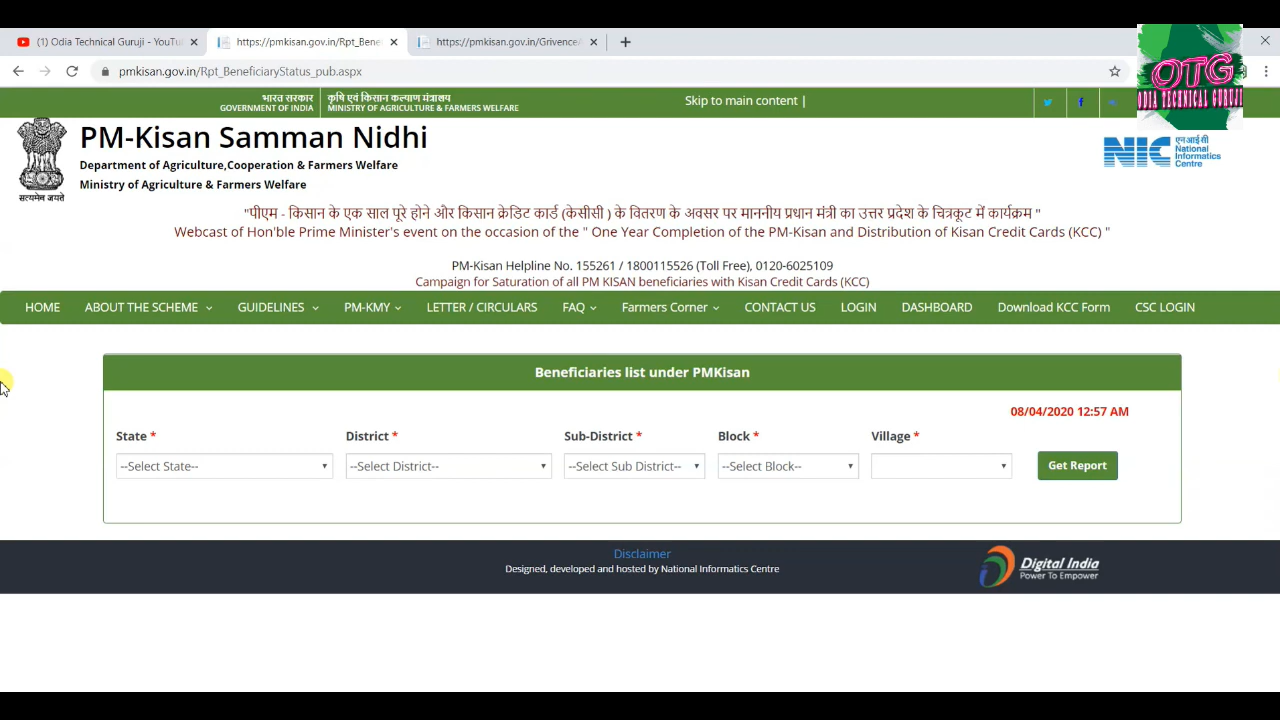 (1) Odia Technical Guruji - YouTu
https://pmkisan.gov.in/Rpt_Bene
https://pmkisan.gov.in/GrivenceA
pmkisan.gov.in/Rpt_BeneficiaryStatus_pub.aspx
OTG
ODIA TECHNICAL GURUJI
भारत सरकार
GOVERNMENT OF INDIA
कृषि एवं किसान कल्याण मंत्रालय
MINISTRY OF AGRICULTURE & FARMERS WELFARE
Skip to main content |
सत्यमेव जयते
PM-Kisan Samman Nidhi
Department of Agriculture,Cooperation & Farmers Welfare
Ministry of Agriculture & Farmers Welfare
NIC
एन आई सी
National
Informatics
Centre
"पीएम - किसान के एक साल पूरे होने और किसान क्रेडिट कार्ड (केसीसी ) के वितरण के अवसर पर माननीय प्रधान मंत्री का उत्तर प्रदेश के चित्रकूट में कार्यक्रम "
Webcast of Hon'ble Prime Minister's event on the occasion of the " One Year Completion of the PM-Kisan and Distribution of Kisan Credit Cards (KCC) "
PM-Kisan Helpline No. 155261 / 1800115526 (Toll Free), 0120-6025109
Campaign for Saturation of all PM KISAN beneficiaries with Kisan Credit Cards (KCC)
HOME ABOUT THE SCHEME GUIDELINES PM-KMY LETTER / CIRCULARS FAQ Farmers Corner CONTACT US LOGIN DASHBOARD Download KCC Form CSC LOGIN
Beneficiaries list under PMKisan
08/04/2020 12:57 AM
State * District * Sub-District * Block * Village *
--Select State-- --Select District-- --Select Sub District-- --Select Block-- Get Report
Disclaimer
Designed, developed and hosted by National Informatics Centre
Digital India
Power To Empower